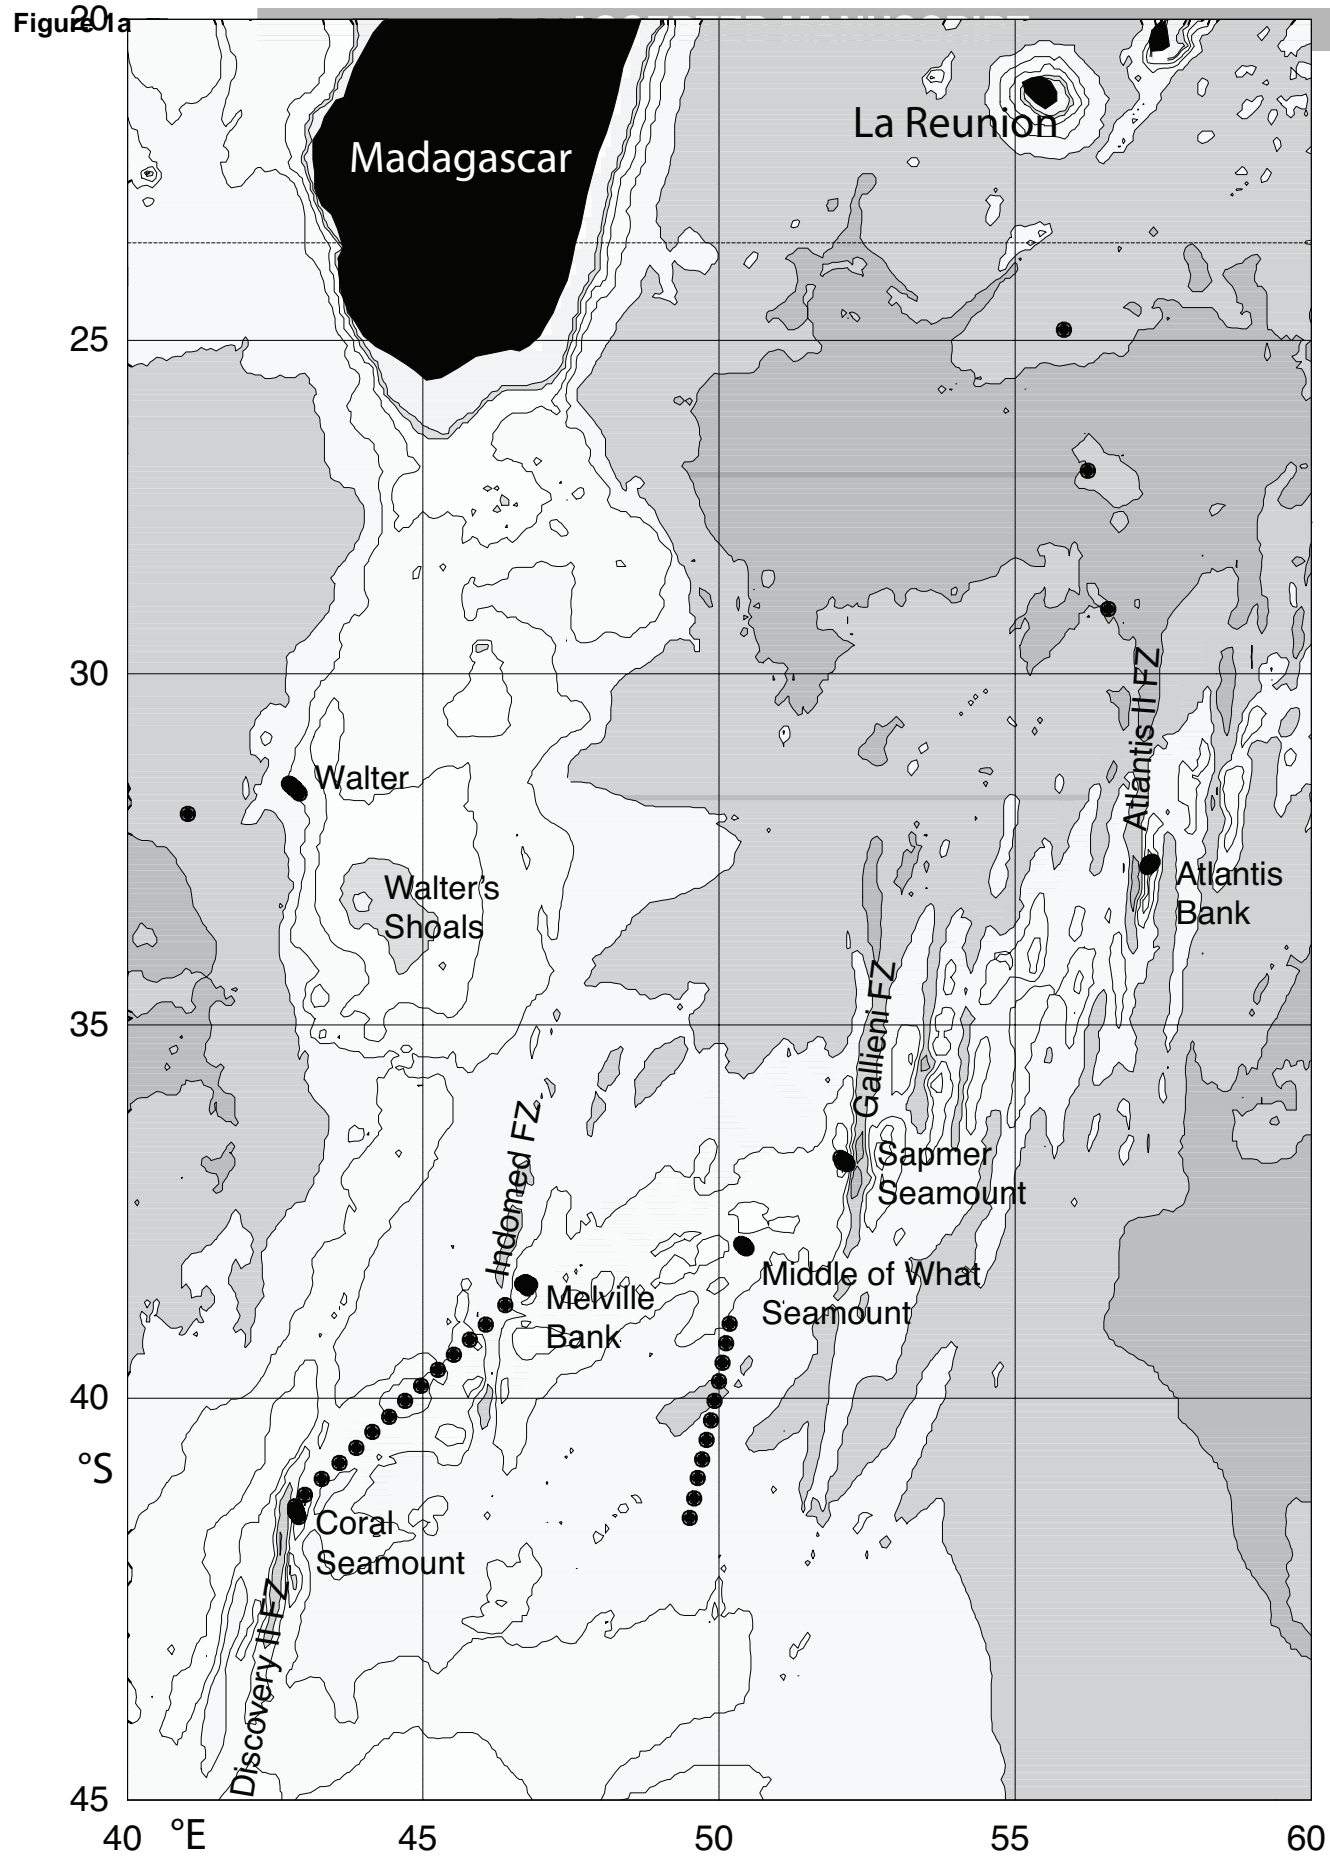 Figure 1a
ACCEPTED MANUSCRIPT
20
La Reunion
Madagascar
25
30
Atlantis II FZ
Walter
Walter's
Shoals
Atlantis
Bank
Gallieni FZ
35
Indomed FZ
Sapmer
Seamount
Middle of What
Seamount
Melville
Bank
40
°S
Coral
Seamount
Discovery II FZ
45
40 °E 45 50 55 60